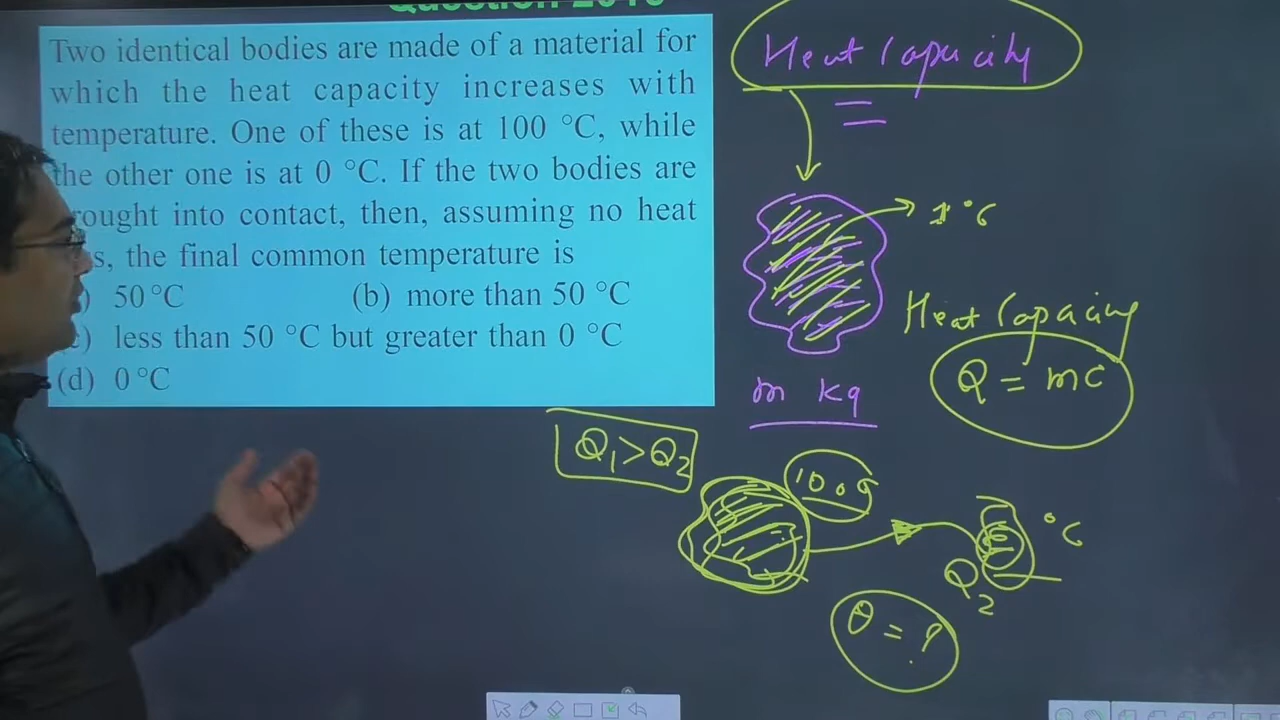 Question 2016
Two identical bodies are made of a material for
which the heat capacity increases with
temperature. One of these is at 100 °C, while
the other one is at 0 °C. If the two bodies are
rought into contact, then, assuming no heat
s, the final common temperature is
) 50 °C (b) more than 50 °C
) less than 50 °C but greater than 0 °C
(d) 0 °C
Heat Capacity
1°C
Heat Capacity
Q = mC
m kg
Q₁ > Q₂
100
°C
Q₂
θ = ?